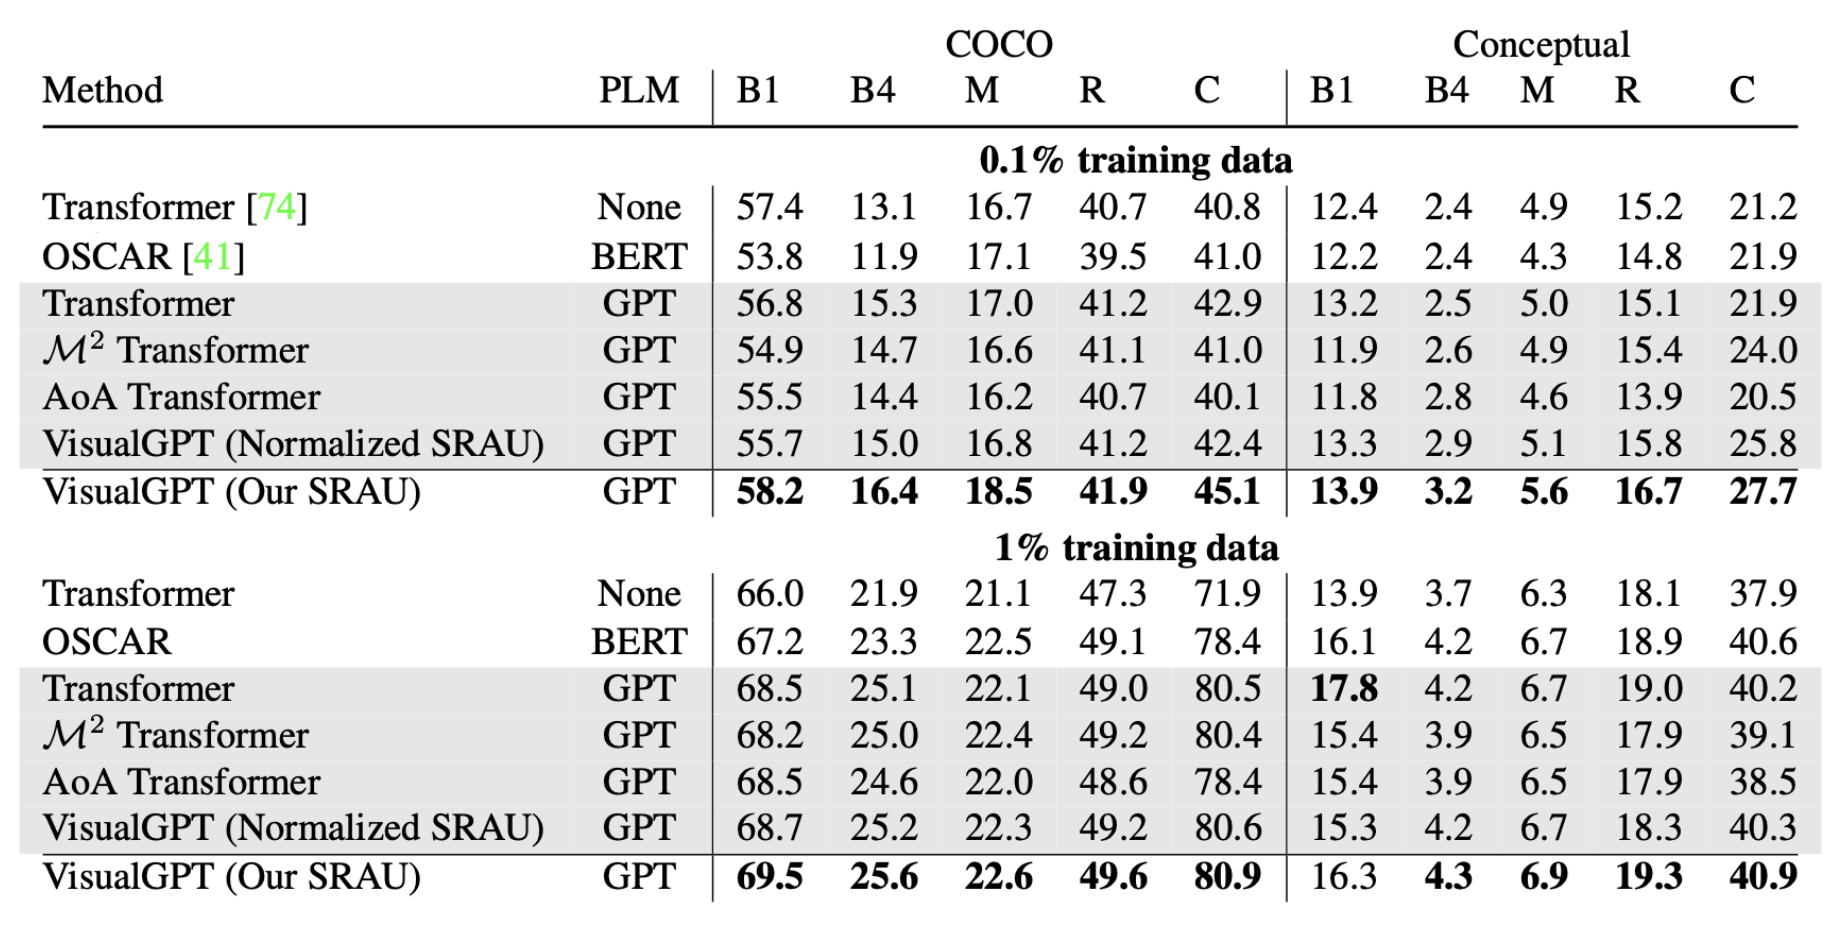 COCO Conceptual
Method PLM B1 B4 M R C B1 B4 M R C
0.1% training data
Transformer [74] None 57.4 13.1 16.7 40.7 40.8 12.4 2.4 4.9 15.2 21.2
OSCAR [41] BERT 53.8 11.9 17.1 39.5 41.0 12.2 2.4 4.3 14.8 21.9
Transformer GPT 56.8 15.3 17.0 41.2 42.9 13.2 2.5 5.0 15.1 21.9
M² Transformer GPT 54.9 14.7 16.6 41.1 41.0 11.9 2.6 4.9 15.4 24.0
AoA Transformer GPT 55.5 14.4 16.2 40.7 40.1 11.8 2.8 4.6 13.9 20.5
VisualGPT (Normalized SRAU) GPT 55.7 15.0 16.8 41.2 42.4 13.3 2.9 5.1 15.8 25.8
VisualGPT (Our SRAU) GPT 58.2 16.4 18.5 41.9 45.1 13.9 3.2 5.6 16.7 27.7
1% training data
Transformer None 66.0 21.9 21.1 47.3 71.9 13.9 3.7 6.3 18.1 37.9
OSCAR BERT 67.2 23.3 22.5 49.1 78.4 16.1 4.2 6.7 18.9 40.6
Transformer GPT 68.5 25.1 22.1 49.0 80.5 17.8 4.2 6.7 19.0 40.2
M² Transformer GPT 68.2 25.0 22.4 49.2 80.4 15.4 3.9 6.5 17.9 39.1
AoA Transformer GPT 68.5 24.6 22.0 48.6 78.4 15.4 3.9 6.5 17.9 38.5
VisualGPT (Normalized SRAU) GPT 68.7 25.2 22.3 49.2 80.6 15.3 4.2 6.7 18.3 40.3
VisualGPT (Our SRAU) GPT 69.5 25.6 22.6 49.6 80.9 16.3 4.3 6.9 19.3 40.9